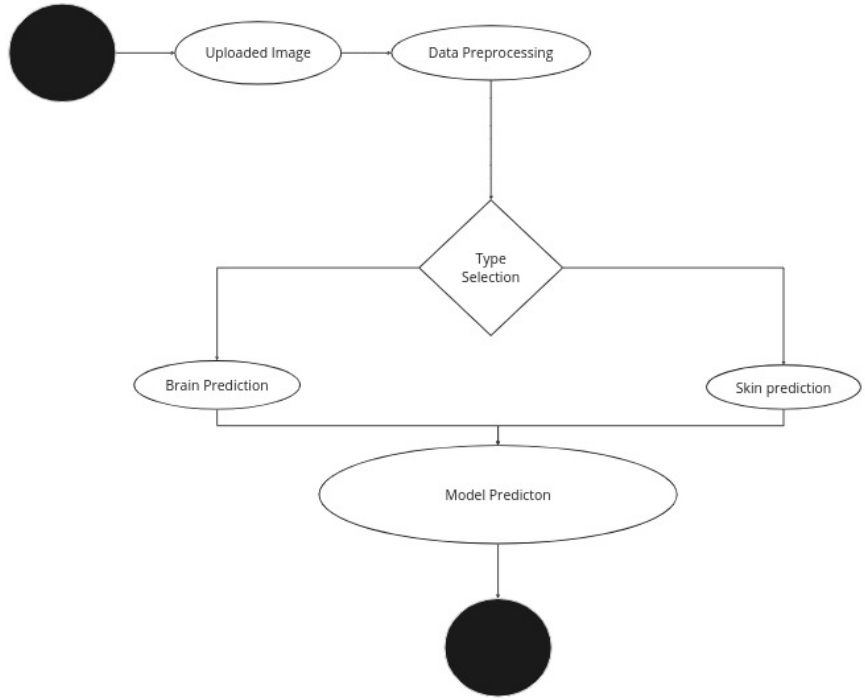 Uploaded Image
Data Preprocessing
Type
Selection
Brain Prediction
Skin prediction
Model Predicton